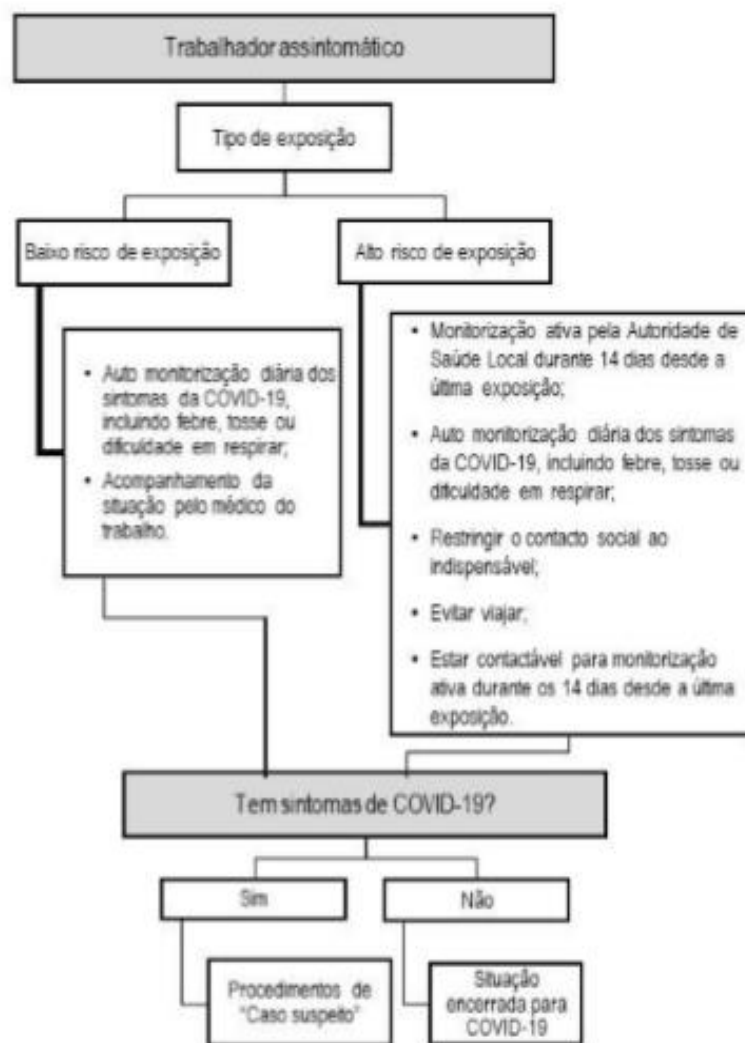 Trabalhador assintomático
Tipo de exposição
Baixo risco de exposição
Alto risco de exposição
• Auto monitorização diária dos
sintomas da COVID-19,
incluindo febre, tosse ou
dificuldade em respirar;
• Acompanhamento da
situação pelo médico do
trabalho.
• Monitorização ativa pela Autoridade de
Saúde Local durante 14 dias desde a
última exposição;
• Auto monitorização diária dos sintomas
da COVID-19, incluindo febre, tosse ou
dificuldade em respirar;
• Restringir o contacto social ao
indispensável;
• Evitar viajar;
• Estar contactável para monitorização
ativa durante os 14 dias desde a última
exposição.
Tem sintomas de COVID-19?
Sim
Não
Procedimentos de
"Caso suspeito"
Situação
encerrada para
COVID-19